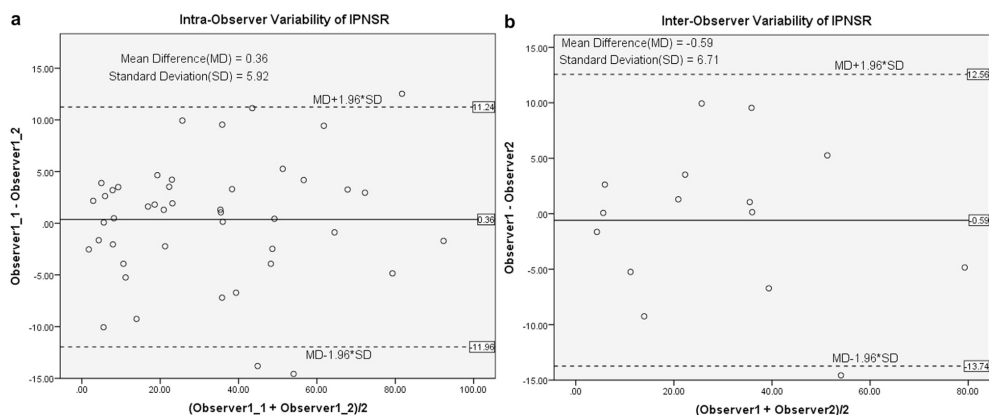 a
Intra-Observer Variability of IPNSR
Mean Difference(MD) = 0.36
Standard Deviation(SD) = 5.92
MD+1.96*SD
11.24
0.36
MD-1.96*SD
-11.96
Observer1_1 - Observer1_2
15.00
10.00
5.00
.00
-5.00
-10.00
-15.00
.00 20.00 40.00 60.00 80.00 100.00
(Observer1_1 + Observer1_2)/2
b
Inter-Observer Variability of IPNSR
Mean Difference(MD) = -0.59
Standard Deviation(SD) = 6.71
MD+1.96*SD
12.56
-0.59
MD-1.96*SD
-13.74
Observer1 - Observer2
15.00
10.00
5.00
.00
-5.00
-10.00
-15.00
.00 20.00 40.00 60.00 80.00
(Observer1 + Observer2)/2